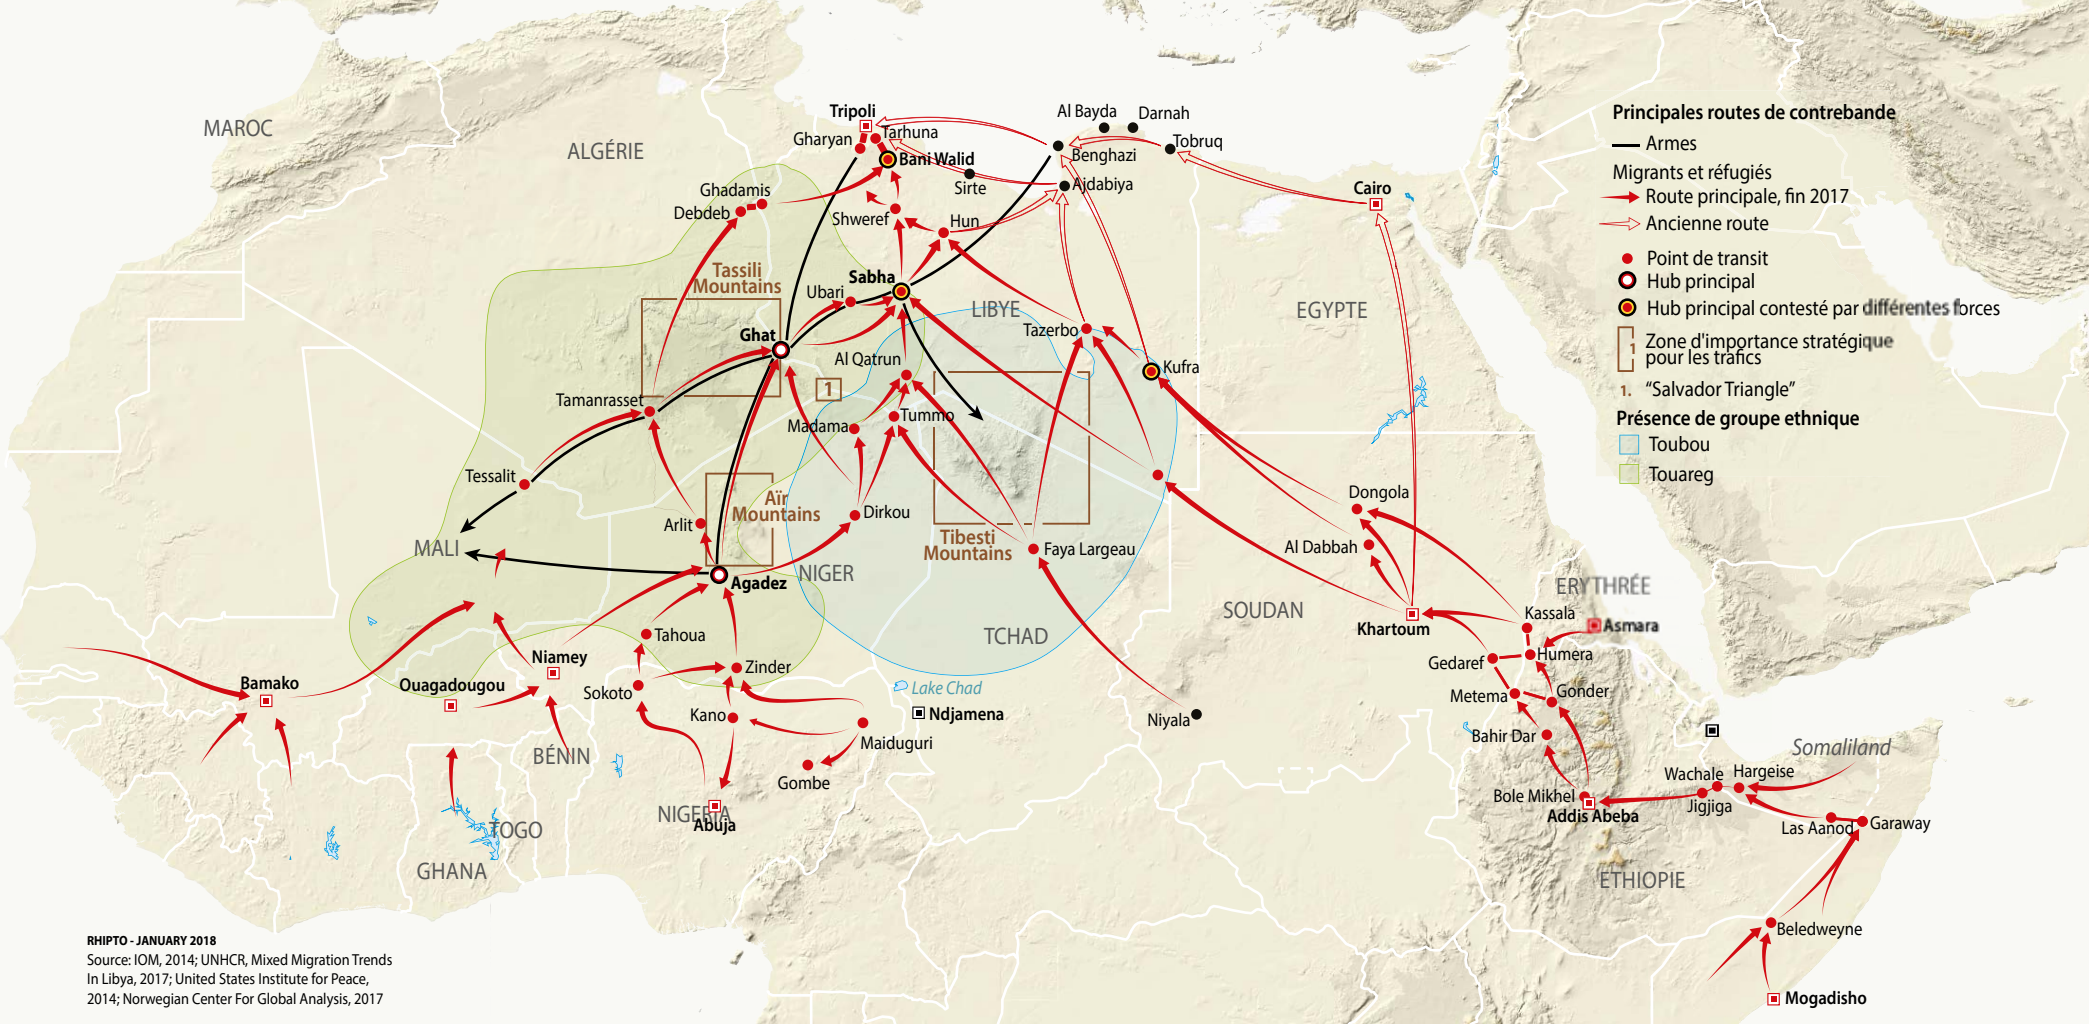 Principales routes de contrebande
Armes
Migrants et réfugiés
Route principale, fin 2017
Ancienne route
Point de transit
Hub principal
Hub principal contesté par différentes forces
1
Zone d'importance stratégique
pour les trafics
1. “Salvador Triangle”
Présence de groupe ethnique
Toubou
Touareg
MAROC
ALGÉRIE
Tripoli
Gharyan
Tarhuna
Bani Walid
Al Bayda
Darnah
Benghazi
Tobruq
Sirte
Ajdabiya
Cairo
Ghadamis
Debdeb
Shweref
Hun
Tassili
Mountains
Sabha
Ubari
LIBYE
EGYPTE
Ghat
Tazerbo
Al Qatrun
Kufra
1
Tamanrasset
Madama
Tummo
Tessalit
Aïr
Mountains
Arlit
Dirkou
Dongola
MALI
Tibesti
Mountains
Faya Largeau
Al Dabbah
Agadez
NIGER
ERYTHRÉE
SOUDAN
Kassala
Khartoum
Asmara
Tahoua
TCHAD
Niamey
Zinder
Gedaref
Humera
Bamako
Ouagadougou
Sokoto
Lake Chad
Metema
Gonder
Kano
Ndjamena
Niyala
Bahir Dar
Maiduguri
BÉNIN
Gombe
Somaliland
Wachale
Hargeise
NIGERIA
Abuja
Bole Mikhel
Jigjiga
Addis Abeba
TOGO
Las Aanod
Garaway
GHANA
ETHIOPIE
Beledweyne
Mogadisho
RHIPTO - JANUARY 2018
Source: IOM, 2014; UNHCR, Mixed Migration Trends
In Libya, 2017; United States Institute for Peace,
2014; Norwegian Center For Global Analysis, 2017